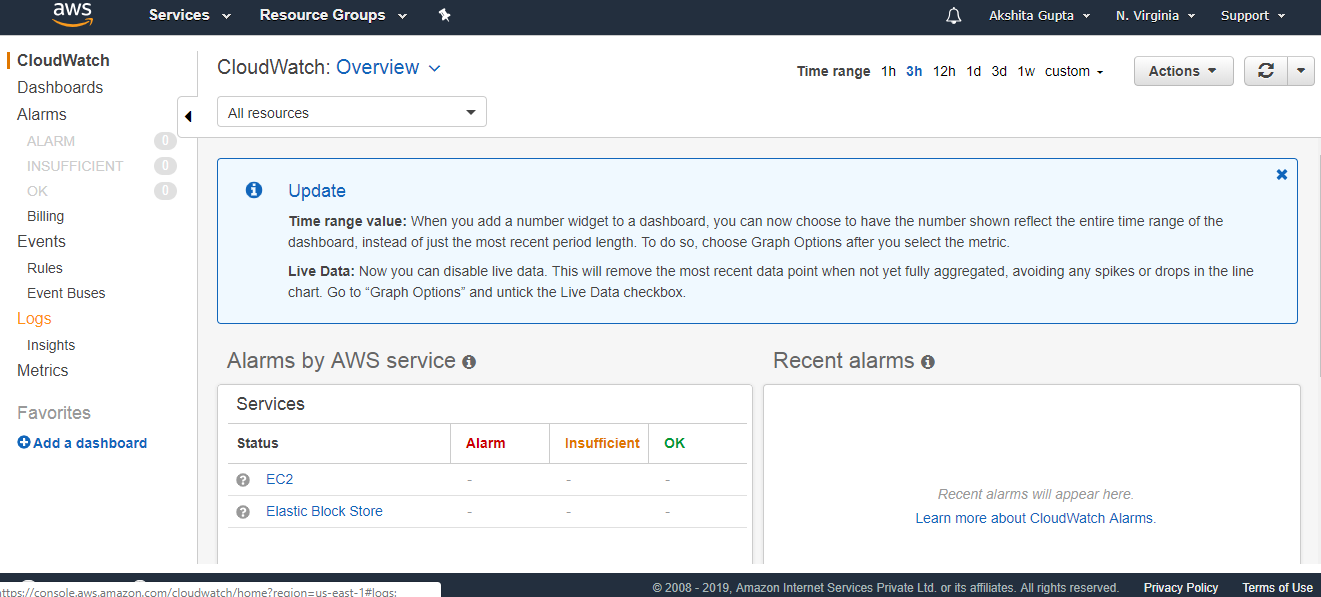 aws
Services
Resource Groups
Akshita Gupta
N. Virginia
Support
CloudWatch
Dashboards
Alarms
ALARM 0
INSUFFICIENT 0
OK 0
Billing
Events
Rules
Event Buses
Logs
Insights
Metrics
Favorites
Add a dashboard
CloudWatch: Overview
Time range 1h 3h 12h 1d 3d 1w custom
Actions
All resources
Update
Time range value: When you add a number widget to a dashboard, you can now choose to have the number shown reflect the entire time range of the
dashboard, instead of just the most recent period length. To do so, choose Graph Options after you select the metric.
Live Data: Now you can disable live data. This will remove the most recent data point when not yet fully aggregated, avoiding any spikes or drops in the line
chart. Go to “Graph Options” and untick the Live Data checkbox.
Alarms by AWS service
Services
Status Alarm Insufficient OK
EC2 - - -
Elastic Block Store - - -
Recent alarms
Recent alarms will appear here.
Learn more about CloudWatch Alarms.
ttps://console.aws.amazon.com/cloudwatch/home?region=us-east-1#logs:
© 2008 - 2019, Amazon Internet Services Private Ltd. or its affiliates. All rights reserved. Privacy Policy Terms of Use